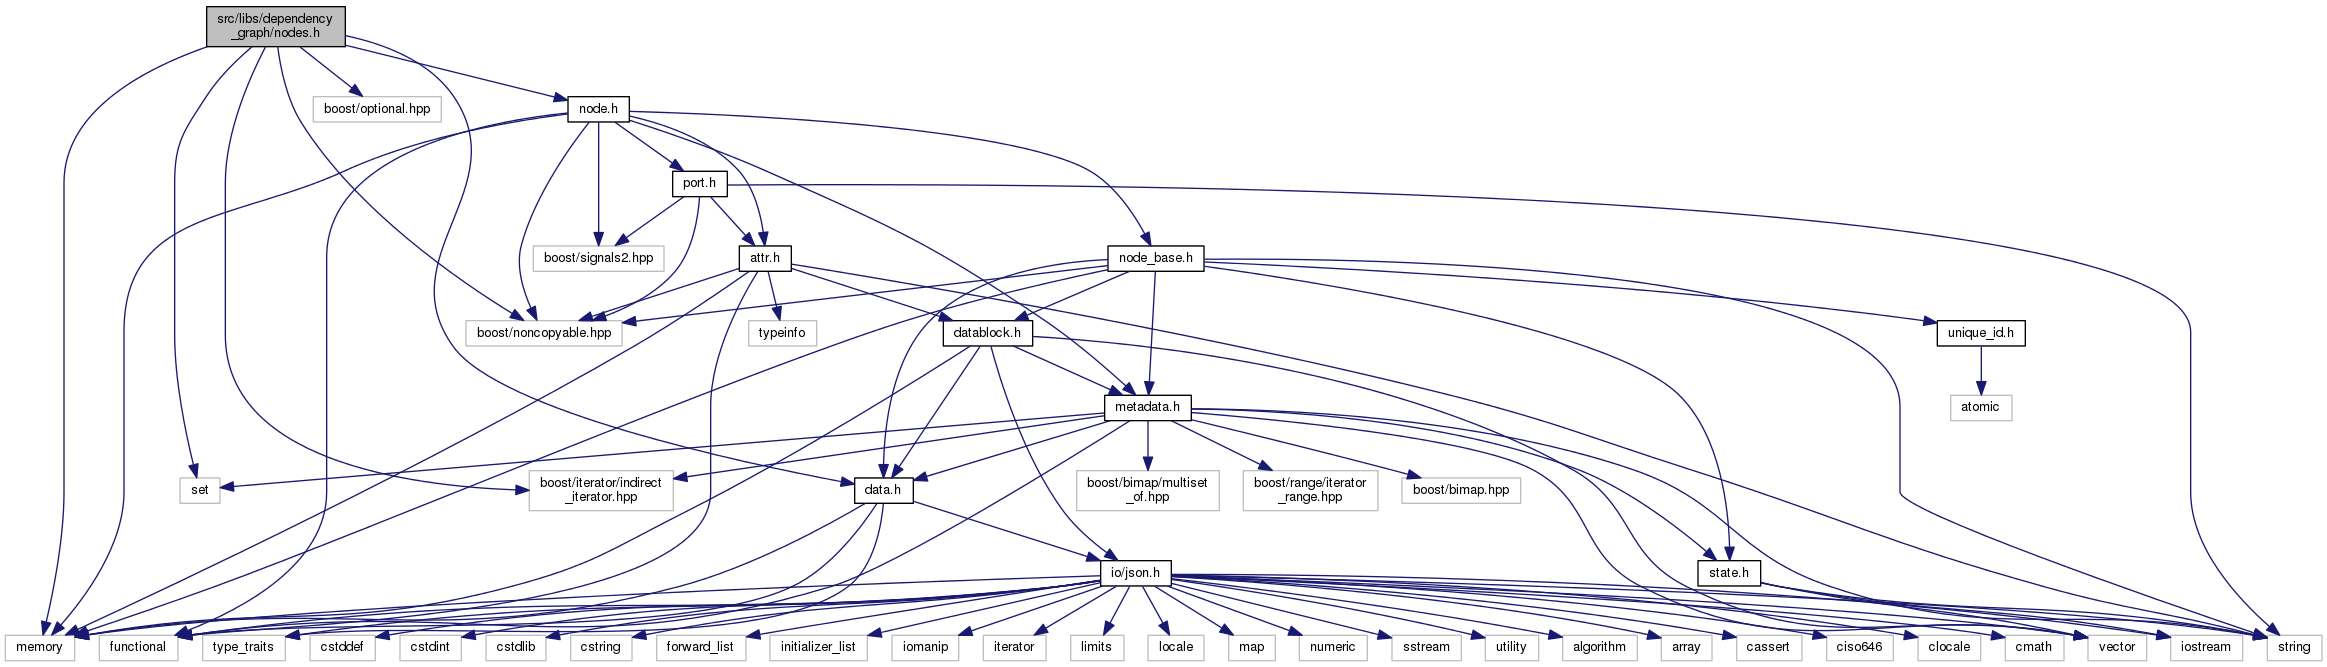 src/libs/dependency
_graph/nodes.h
boost/optional.hpp
node.h
port.h
boost/signals2.hpp
attr.h
node_base.h
boost/noncopyable.hpp
typeinfo
datablock.h
unique_id.h
metadata.h
atomic
set
boost/iterator/indirect
_iterator.hpp
data.h
boost/bimap/multiset
_of.hpp
boost/range/iterator
_range.hpp
boost/bimap.hpp
io/json.h
state.h
memory
functional
type_traits
cstddef
cstdint
cstdlib
cstring
forward_list
initializer_list
iomanip
iterator
limits
locale
map
numeric
sstream
utility
algorithm
array
cassert
ciso646
clocale
cmath
vector
iostream
string